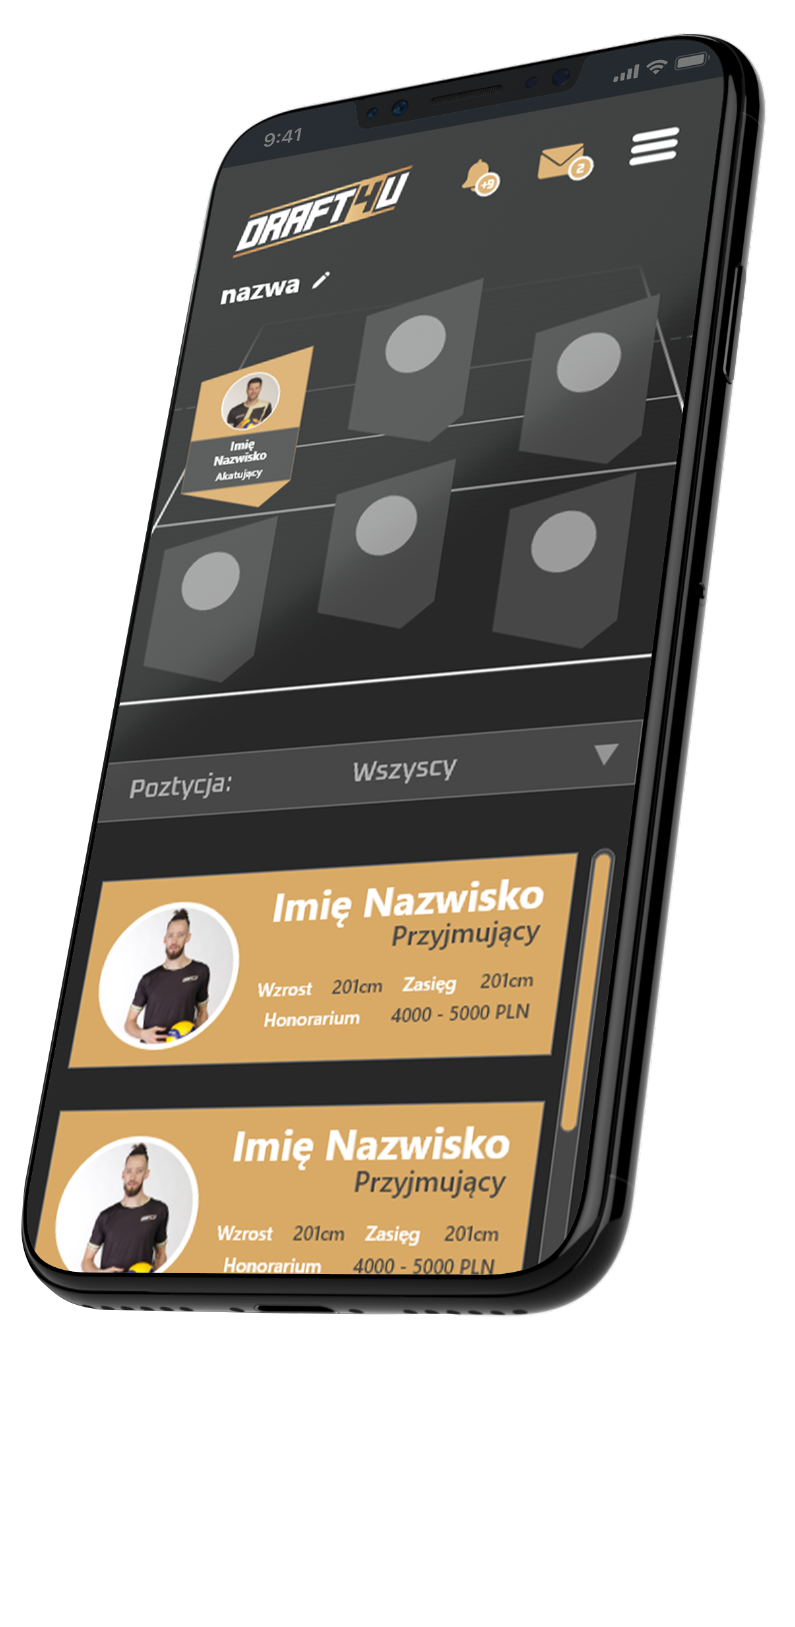 9:41
DRAFT4U
+9
2
nazwa
Imię
Nazwisko
Akatujący
Poztycja: Wszyscy
Imię Nazwisko
Przyjmujący
Wzrost 201cm Zasięg 201cm
Honorarium 4000 - 5000 PLN
Imię Nazwisko
Przyjmujący
Wzrost 201cm Zasięg 201cm
Honorarium 4000 - 5000 PLN